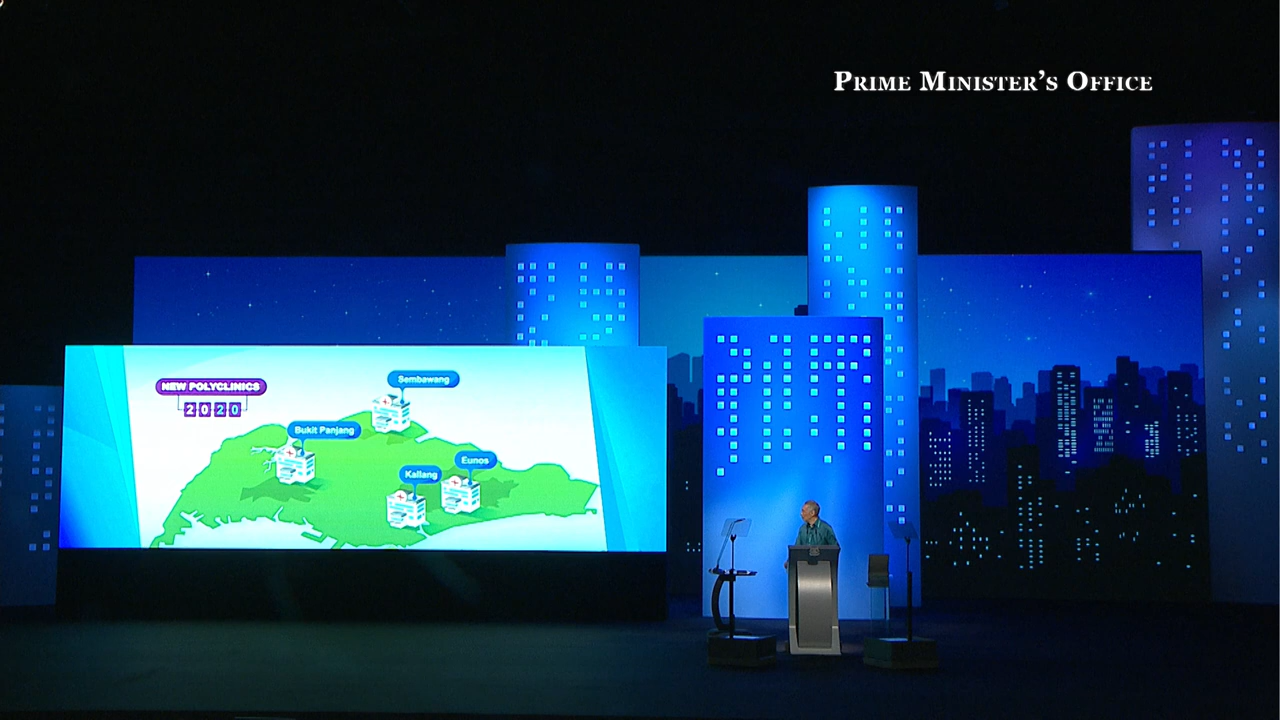 PRIME MINISTER'S OFFICE
NEW POLYCLINICS
2020
Sembawang
Bukit Panjang
Eunos
Kallang